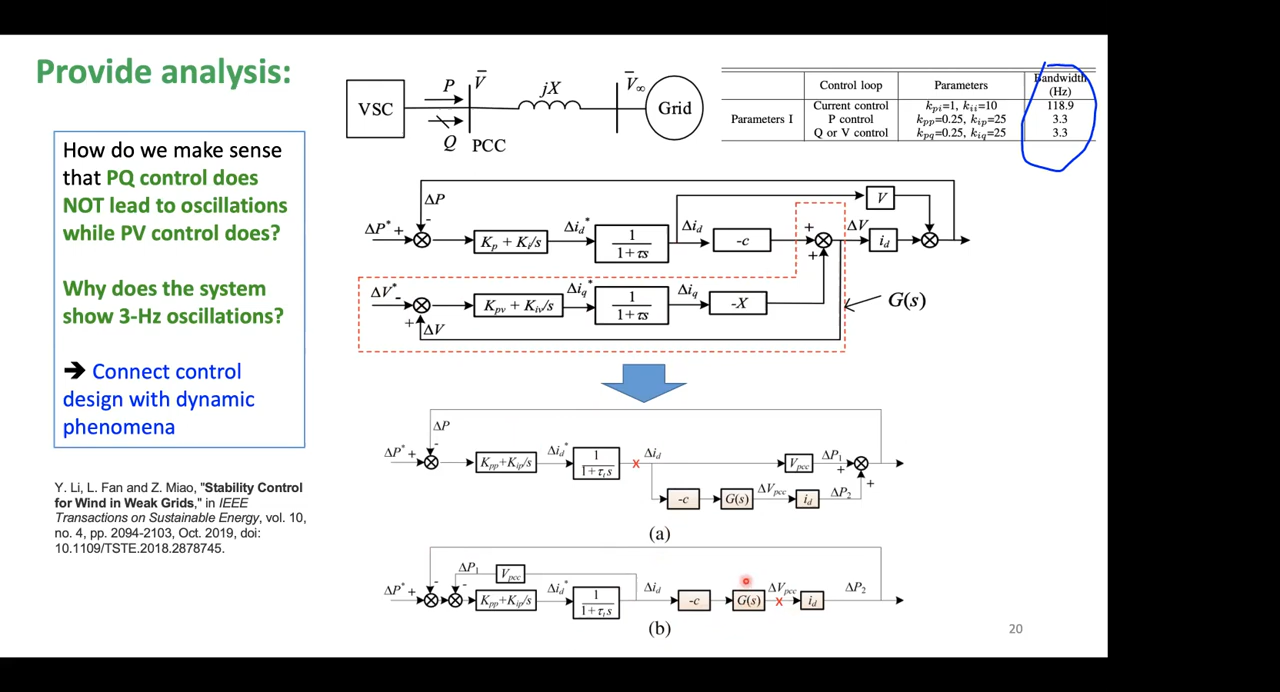 Provide analysis:
How do we make sense
that PQ control does
NOT lead to oscillations
while PV control does?
Why does the system
show 3-Hz oscillations?
➔ Connect control
design with dynamic
phenomena
Y. Li, L. Fan and Z. Miao, "Stability Control
for Wind in Weak Grids," in IEEE
Transactions on Sustainable Energy, vol. 10,
no. 4, pp. 2094-2103, Oct. 2019, doi:
10.1109/TSTE.2018.2878745.
VSC P V̄ jX V̄∞ Grid
Q PCC
Control loop Parameters Bandwidth
(Hz)
Parameters I Current control kpi=1, kii=10 118.9
P control kpp=0.25, kip=25 3.3
Q or V control kpq=0.25, kiq=25 3.3
ΔP V
ΔP* + - Kp + Ki/s Δid* 1/1+τs Δid -c + ΔV id
+
ΔV* - Kpv + Kiv/s Δiq* 1/1+τs Δiq -X G(s)
+ ΔV
ΔP
ΔP* + - Kpp+Kip/s Δid* 1/1+τis x Δid Vpcc ΔP1 +
-c G(s) ΔVpcc id ΔP2 +
(a)
ΔP1 Vpcc
ΔP* + - - Kpp+Kip/s Δid* 1/1+τis Δid -c G(s) ΔVpcc x id ΔP2
(b)
20